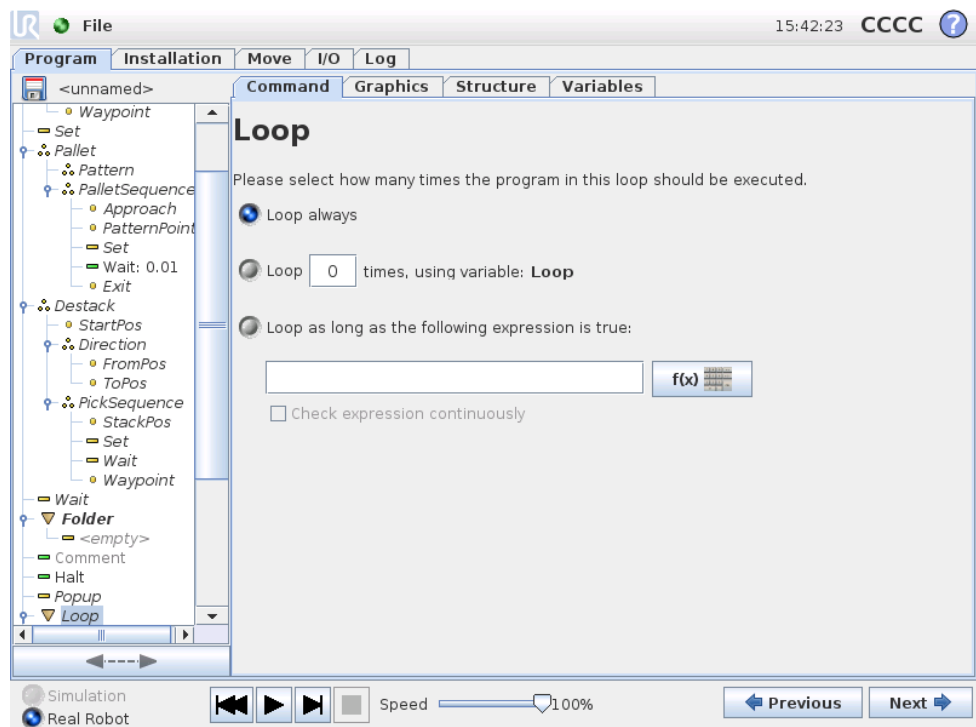 UR File 15:42:23 CCCC ?
Program Installation Move I/O Log
<unnamed> Command Graphics Structure Variables
Waypoint
Set
Pallet
Pattern
PalletSequence
Approach
PatternPoint
Set
Wait: 0.01
Exit
Destack
StartPos
Direction
FromPos
ToPos
PickSequence
StackPos
Set
Wait
Waypoint
Wait
Folder
<empty>
Comment
Halt
Popup
Loop
Loop
Please select how many times the program in this loop should be executed.
Loop always
Loop 0 times, using variable: Loop
Loop as long as the following expression is true:
f(x)
Check expression continuously
Simulation
Real Robot
Speed 100%
Previous Next